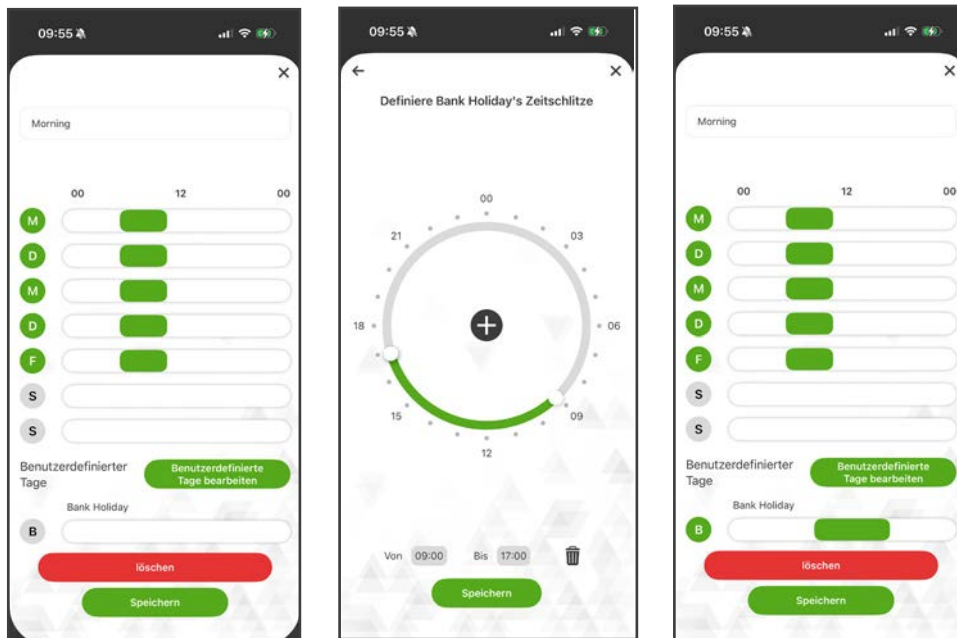 09:55
Morning
00 12 00
M
D
M
D
F
S
S
Benutzerdefinierter
Tage
Benutzerdefinierte
Tage bearbeiten
Bank Holiday
B
löschen
Speichern
09:55
Definiere Bank Holiday's Zeitschlitze
00
21 03
18 06
15 09
12
Von 09:00 Bis 17:00
Speichern
09:55
Morning
00 12 00
M
D
M
D
F
S
S
Benutzerdefinierter
Tage
Benutzerdefinierte
Tage bearbeiten
Bank Holiday
B
löschen
Speichern